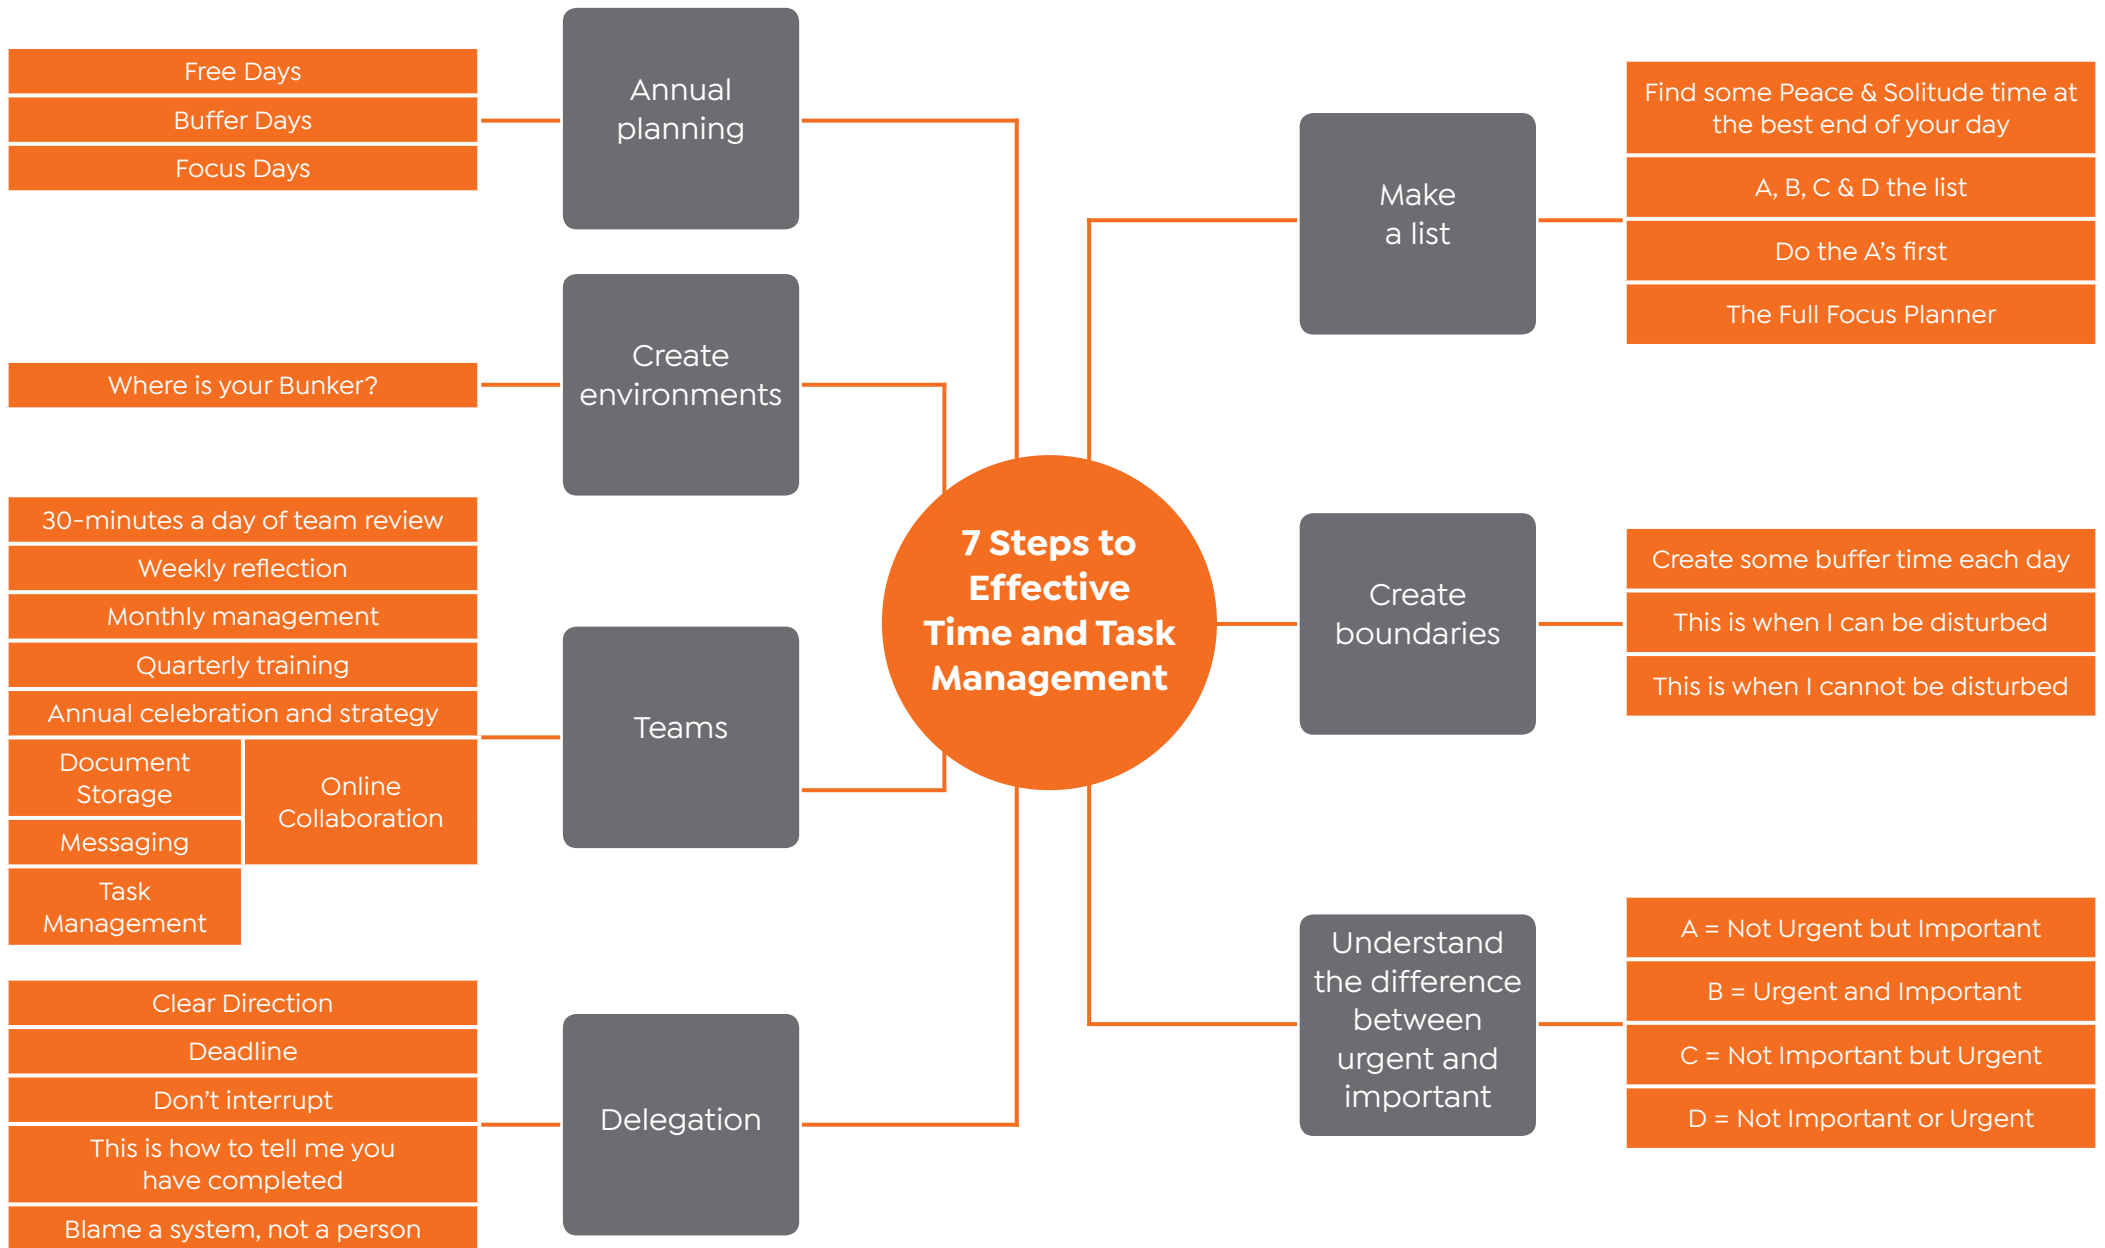 7 Steps to
Effective
Time and Task
Management
Annual
planning
Free Days
Buffer Days
Focus Days
Create
environments
Where is your Bunker?
Teams
30-minutes a day of team review
Weekly reflection
Monthly management
Quarterly training
Annual celebration and strategy
Document
Storage
Messaging
Task
Management
Online
Collaboration
Delegation
Clear Direction
Deadline
Don’t interrupt
This is how to tell me you
have completed
Blame a system, not a person
Make
a list
Find some Peace & Solitude time at
the best end of your day
A, B, C & D the list
Do the A’s first
The Full Focus Planner
Create
boundaries
Create some buffer time each day
This is when I can be disturbed
This is when I cannot be disturbed
Understand
the difference
between
urgent and
important
A = Not Urgent but Important
B = Urgent and Important
C = Not Important but Urgent
D = Not Important or Urgent